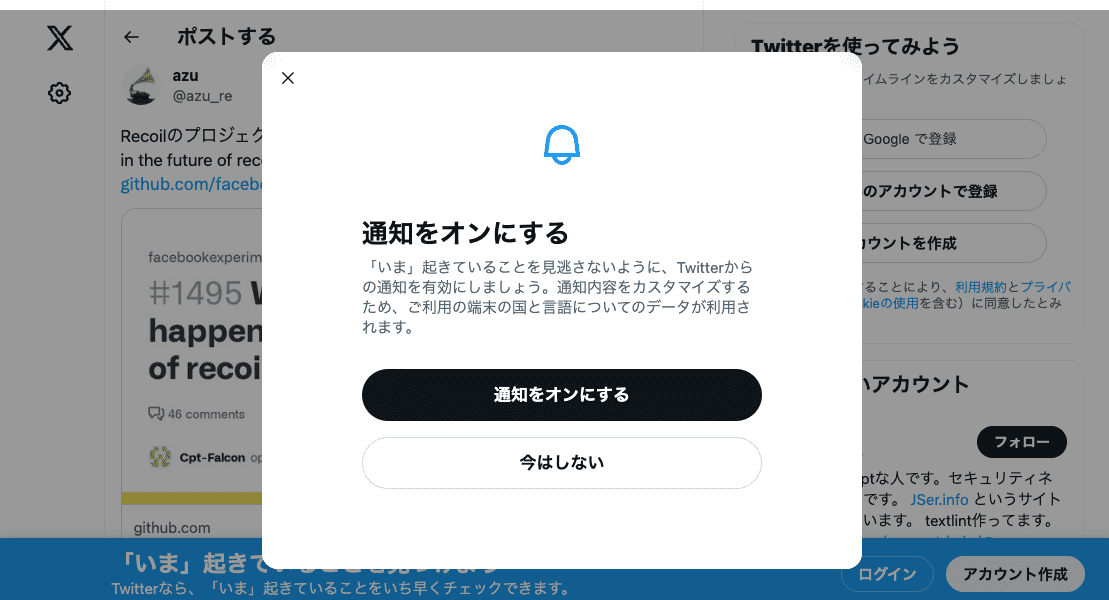 ポストする
azu
@azu_re
Recoilのプロジェク
in the future of rec
github.com/faceb
facebookexperim
#1495
happen
of recoi
46 comments
Cpt-Falcon
github.com
通知をオンにする
「いま」起きていることを見逃さないように、Twitterから
の通知を有効にしましょう。通知内容をカスタマイズする
ため、ご利用の端末の国と言語についてのデータが利用さ
れます。
通知をオンにする
今はしない
Twitterを使ってみよう
イムラインをカスタマイズしましょ
Google で登録
のアカウントで登録
カウントを作成
ることにより、利用規約とプライバ
kieの使用を含む）に同意したとみ
いアカウント
フォロー
ptな人です。セキュリティネ
です。 JSer.info というサイト
います。 textlint作ってます。
「いま」起きていることを見つけよう
Twitterなら、「いま」起きていることをいち早くチェックできます。
ログイン
アカウント作成